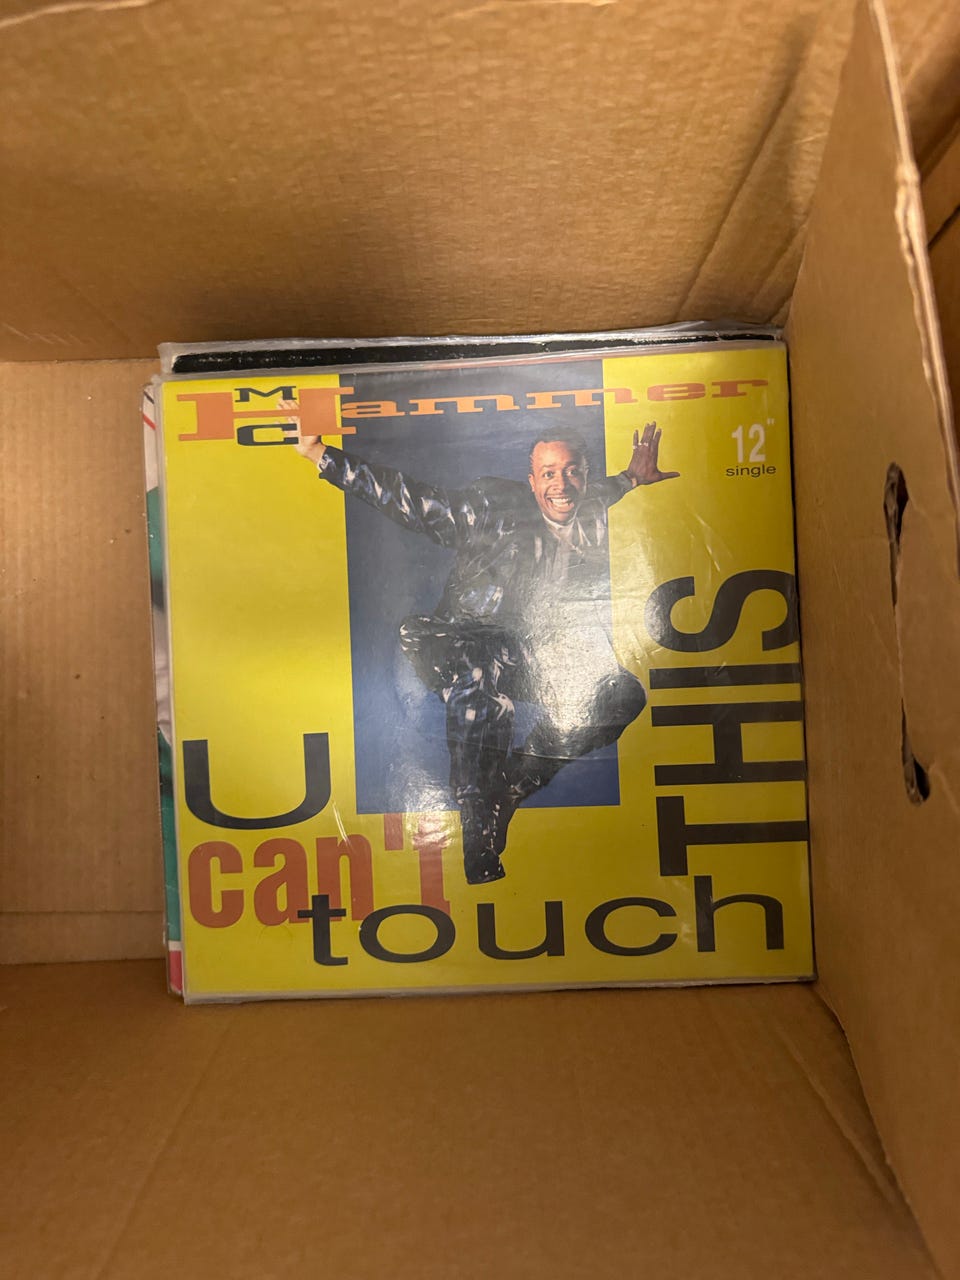 MC Hammer
12"
single
U
can't
touch
THIS